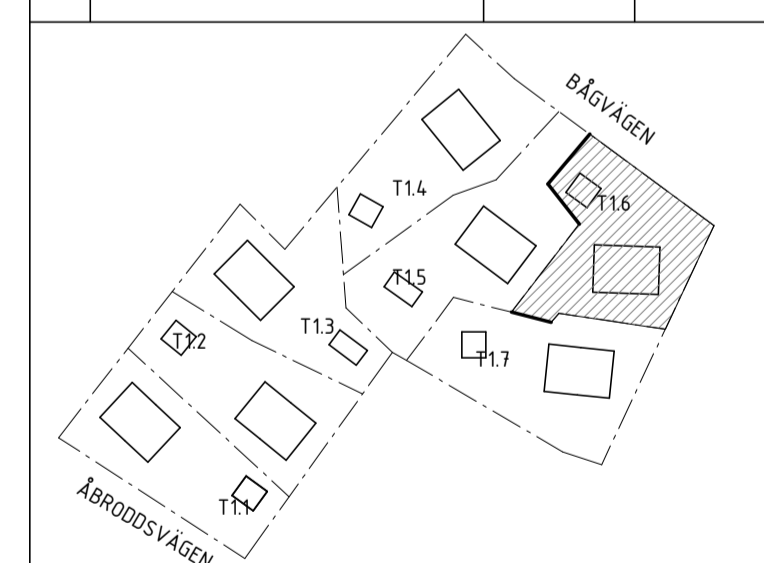 BÅGVÄGEN
T1.4
T1.6
T1.5
T1.3
T1.2
T1.7
T1.1
ÅBRODDSVÄGEN